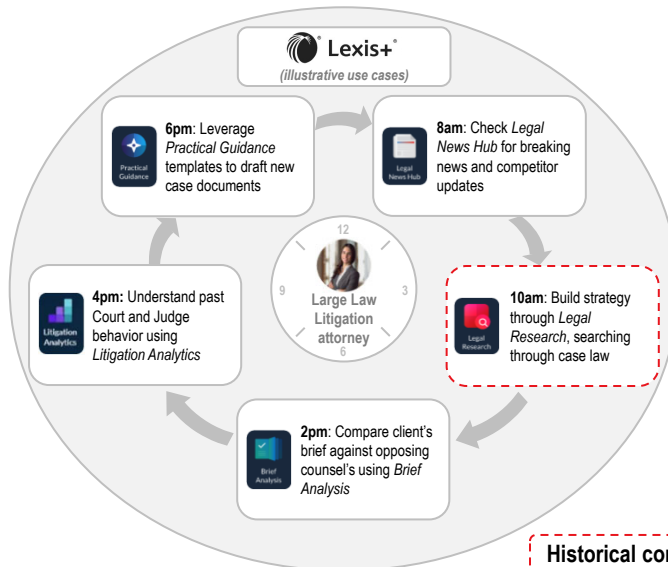 Lexis+®
(illustrative use cases)
6pm: Leverage
Practical Guidance
templates to draft new
case documents
Practical
Guidance
8am: Check Legal
News Hub for breaking
news and competitor
updates
Legal
News Hub
12
3
6
9
Large Law
Litigation
attorney
4pm: Understand past
Court and Judge
behavior using
Litigation Analytics
Litigation
Analytics
10am: Build strategy
through Legal
Research, searching
through case law
Legal
Research
2pm: Compare client's
brief against opposing
counsel's using Brief
Analysis
Brief
Analysis
Historical